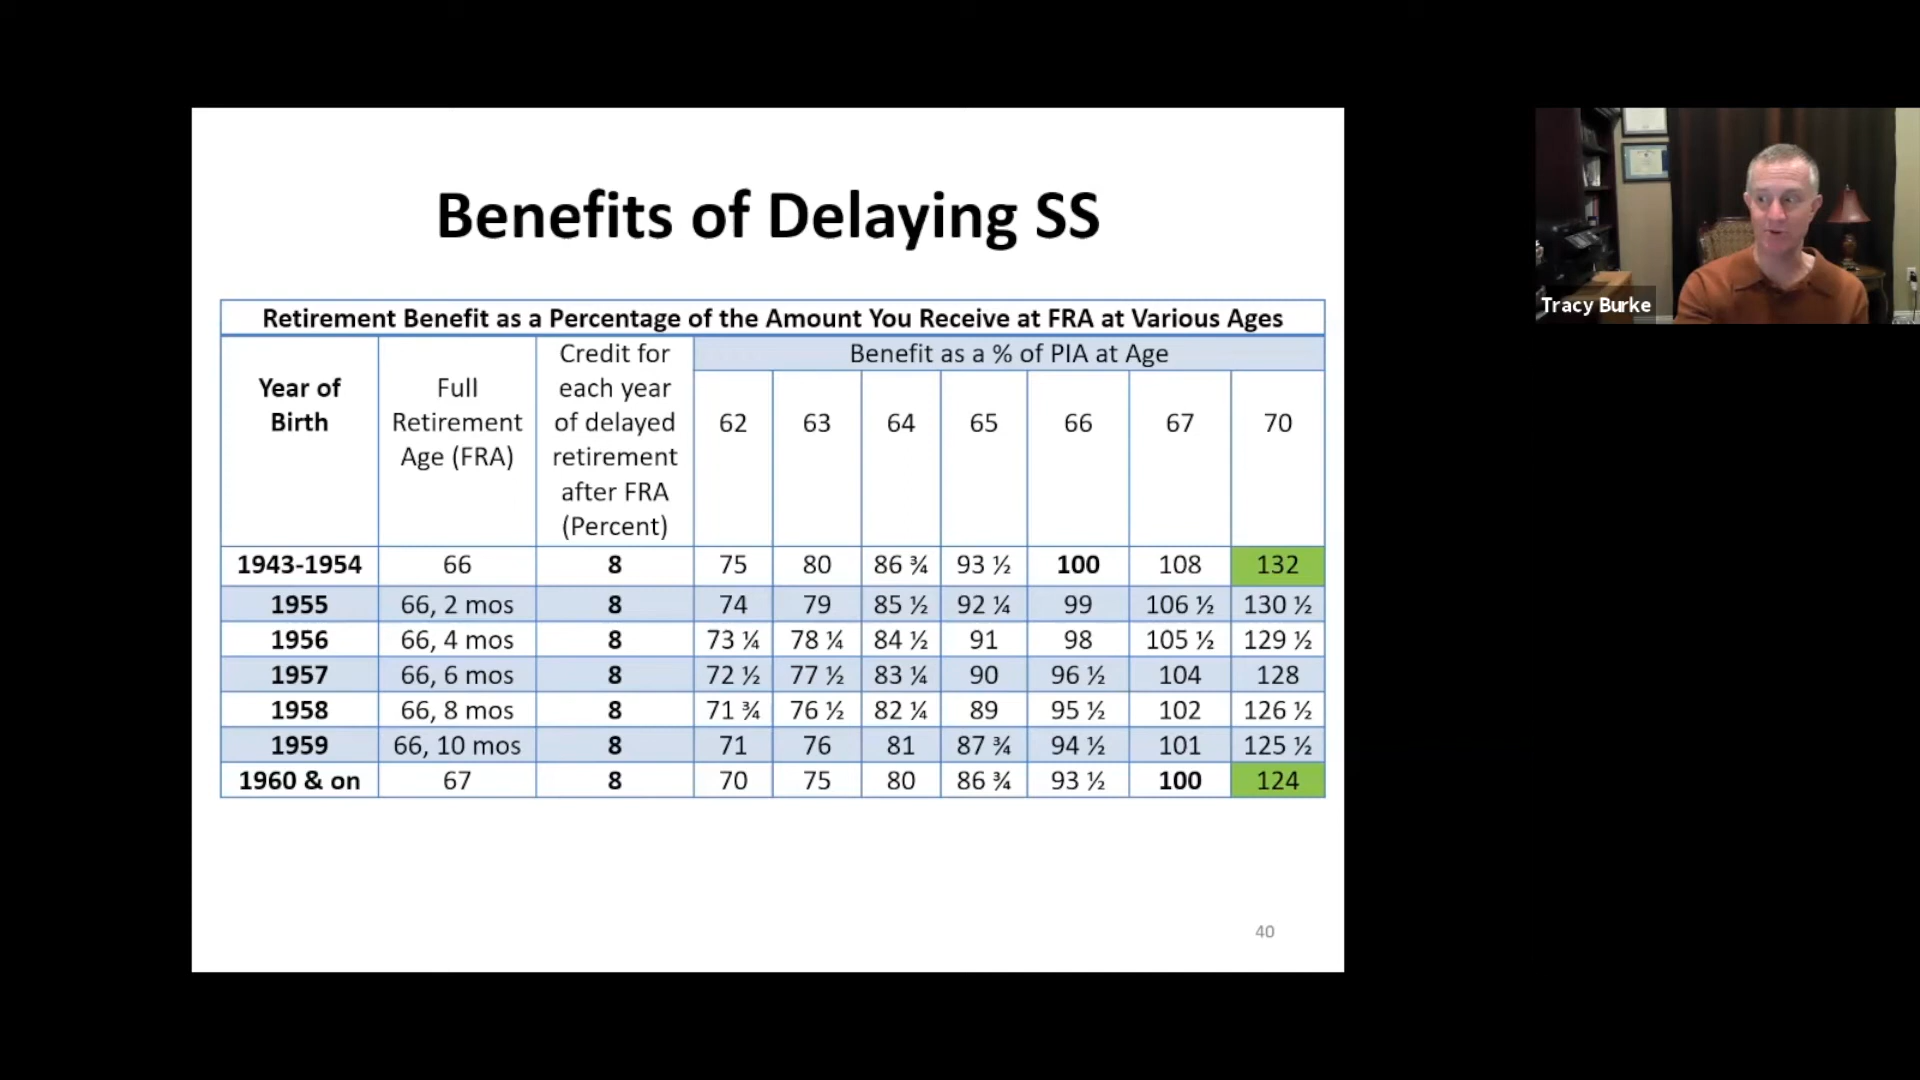 Benefits of Delaying SS
Retirement Benefit as a Percentage of the Amount You Receive at FRA at Various Ages
Year of
Birth
Full
Retirement
Age (FRA)
Credit for
each year
of delayed
retirement
after FRA
(Percent)
Benefit as a % of PIA at Age
62 63 64 65 66 67 70
1943-1954 66 8 75 80 86 ¾ 93 ½ 100 108 132
1955 66, 2 mos 8 74 79 85 ½ 92 ¼ 99 106 ½ 130 ½
1956 66, 4 mos 8 73 ¼ 78 ¼ 84 ½ 91 98 105 ½ 129 ½
1957 66, 6 mos 8 72 ½ 77 ½ 83 ¼ 90 96 ½ 104 128
1958 66, 8 mos 8 71 ¾ 76 ½ 82 ¼ 89 95 ½ 102 126 ½
1959 66, 10 mos 8 71 76 81 87 ¾ 94 ½ 101 125 ½
1960 & on 67 8 70 75 80 86 ¾ 93 ½ 100 124
40
Tracy Burke